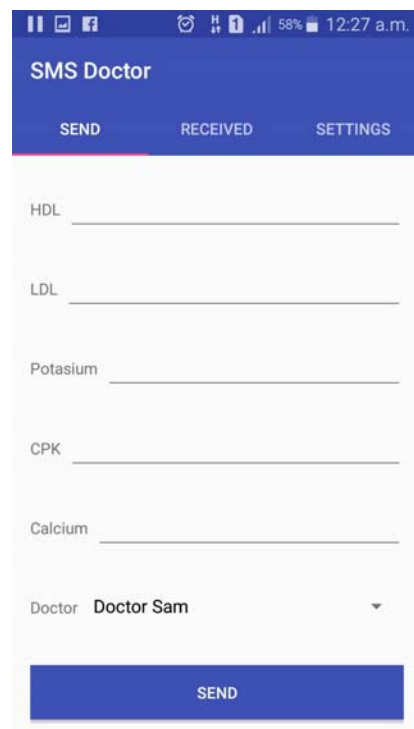 58% 12:27 a.m.
SMS Doctor
SEND RECEIVED SETTINGS
HDL
LDL
Potasium
CPK
Calcium
Doctor Doctor Sam
SEND